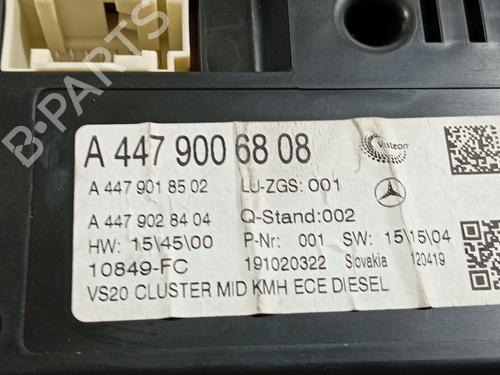 B-PARTS
A 447 900 68 08
Visteon
A 447 901 85 02 LU-ZGS: 001
A 447 902 84 04 Q-Stand:002
HW: 15/45/00 P-Nr: 001 SW: 15/15/04
10849-FC 191020322 Slovakia 120419
VS20 CLUSTER MID KMH ECE DIESEL